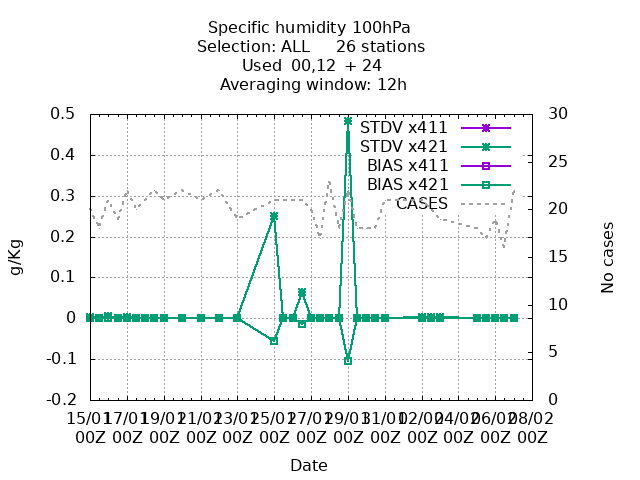 Specific humidity 100hPa
Selection: ALL 26 stations
Used 00,12 + 24
Averaging window: 12h
0.5
0.4
0.3
0.2
0.1
0
-0.1
-0.2
g/Kg
30
25
20
15
10
5
0
No cases
STDV x411
STDV x421
BIAS x411
BIAS x421
CASES
15/01 17/01 19/01 21/01 23/01 25/01 27/01 29/01 31/01 02/02 04/02 06/02 08/02
00Z 00Z 00Z 00Z 00Z 00Z 00Z 00Z 00Z 00Z 00Z 00Z 00Z
Date